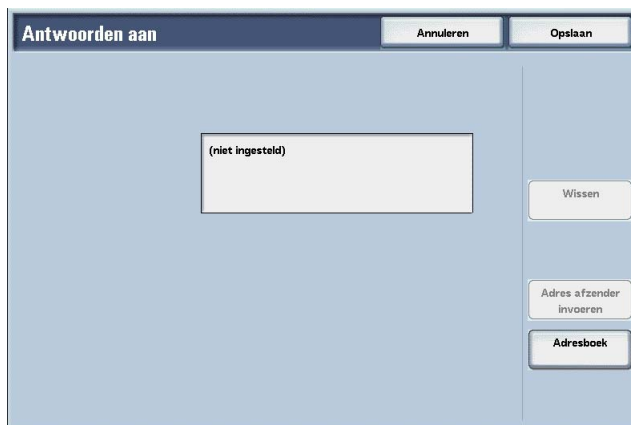 Antwoorden aan
Annuleren
Opslaan
(niet ingesteld)
Wissen
Adres afzender
invoeren
Adresboek